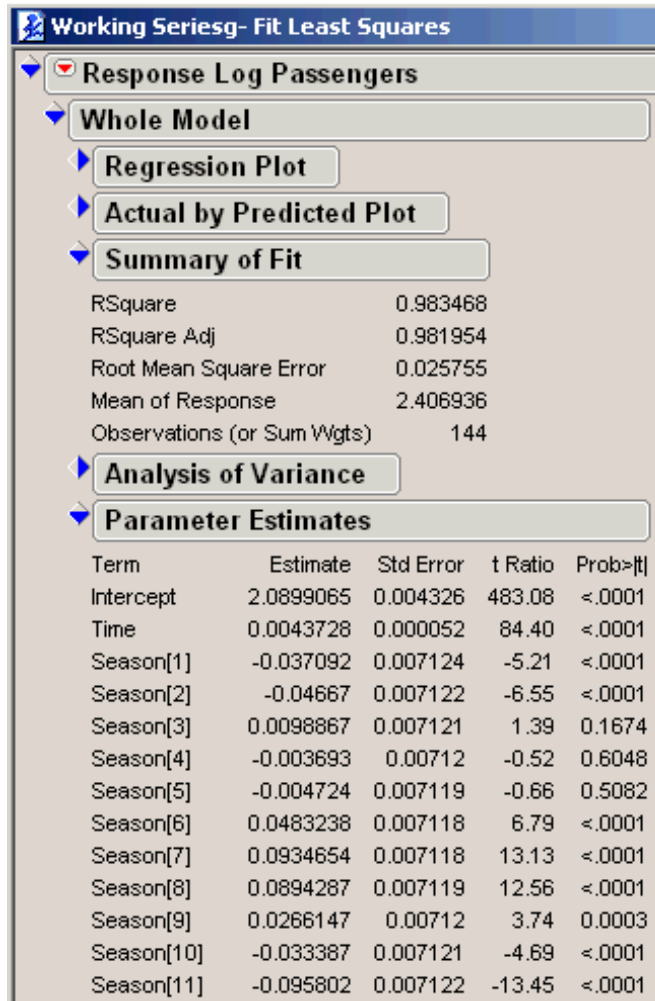 Working Seriesg- Fit Least Squares
Response Log Passengers
Whole Model
Regression Plot
Actual by Predicted Plot
Summary of Fit
RSquare 0.983468
RSquare Adj 0.981954
Root Mean Square Error 0.025755
Mean of Response 2.406936
Observations (or Sum Wgts) 144
Analysis of Variance
Parameter Estimates
Term Estimate Std Error t Ratio Prob>|t|
Intercept 2.0899065 0.004326 483.08 <.0001
Time 0.0043728 0.000052 84.40 <.0001
Season[1] -0.037092 0.007124 -5.21 <.0001
Season[2] -0.04667 0.007122 -6.55 <.0001
Season[3] 0.0098867 0.007121 1.39 0.1674
Season[4] -0.003693 0.00712 -0.52 0.6048
Season[5] -0.004724 0.007119 -0.66 0.5082
Season[6] 0.0483238 0.007118 6.79 <.0001
Season[7] 0.0934654 0.007118 13.13 <.0001
Season[8] 0.0894287 0.007119 12.56 <.0001
Season[9] 0.0266147 0.00712 3.74 0.0003
Season[10] -0.033387 0.007121 -4.69 <.0001
Season[11] -0.095802 0.007122 -13.45 <.0001